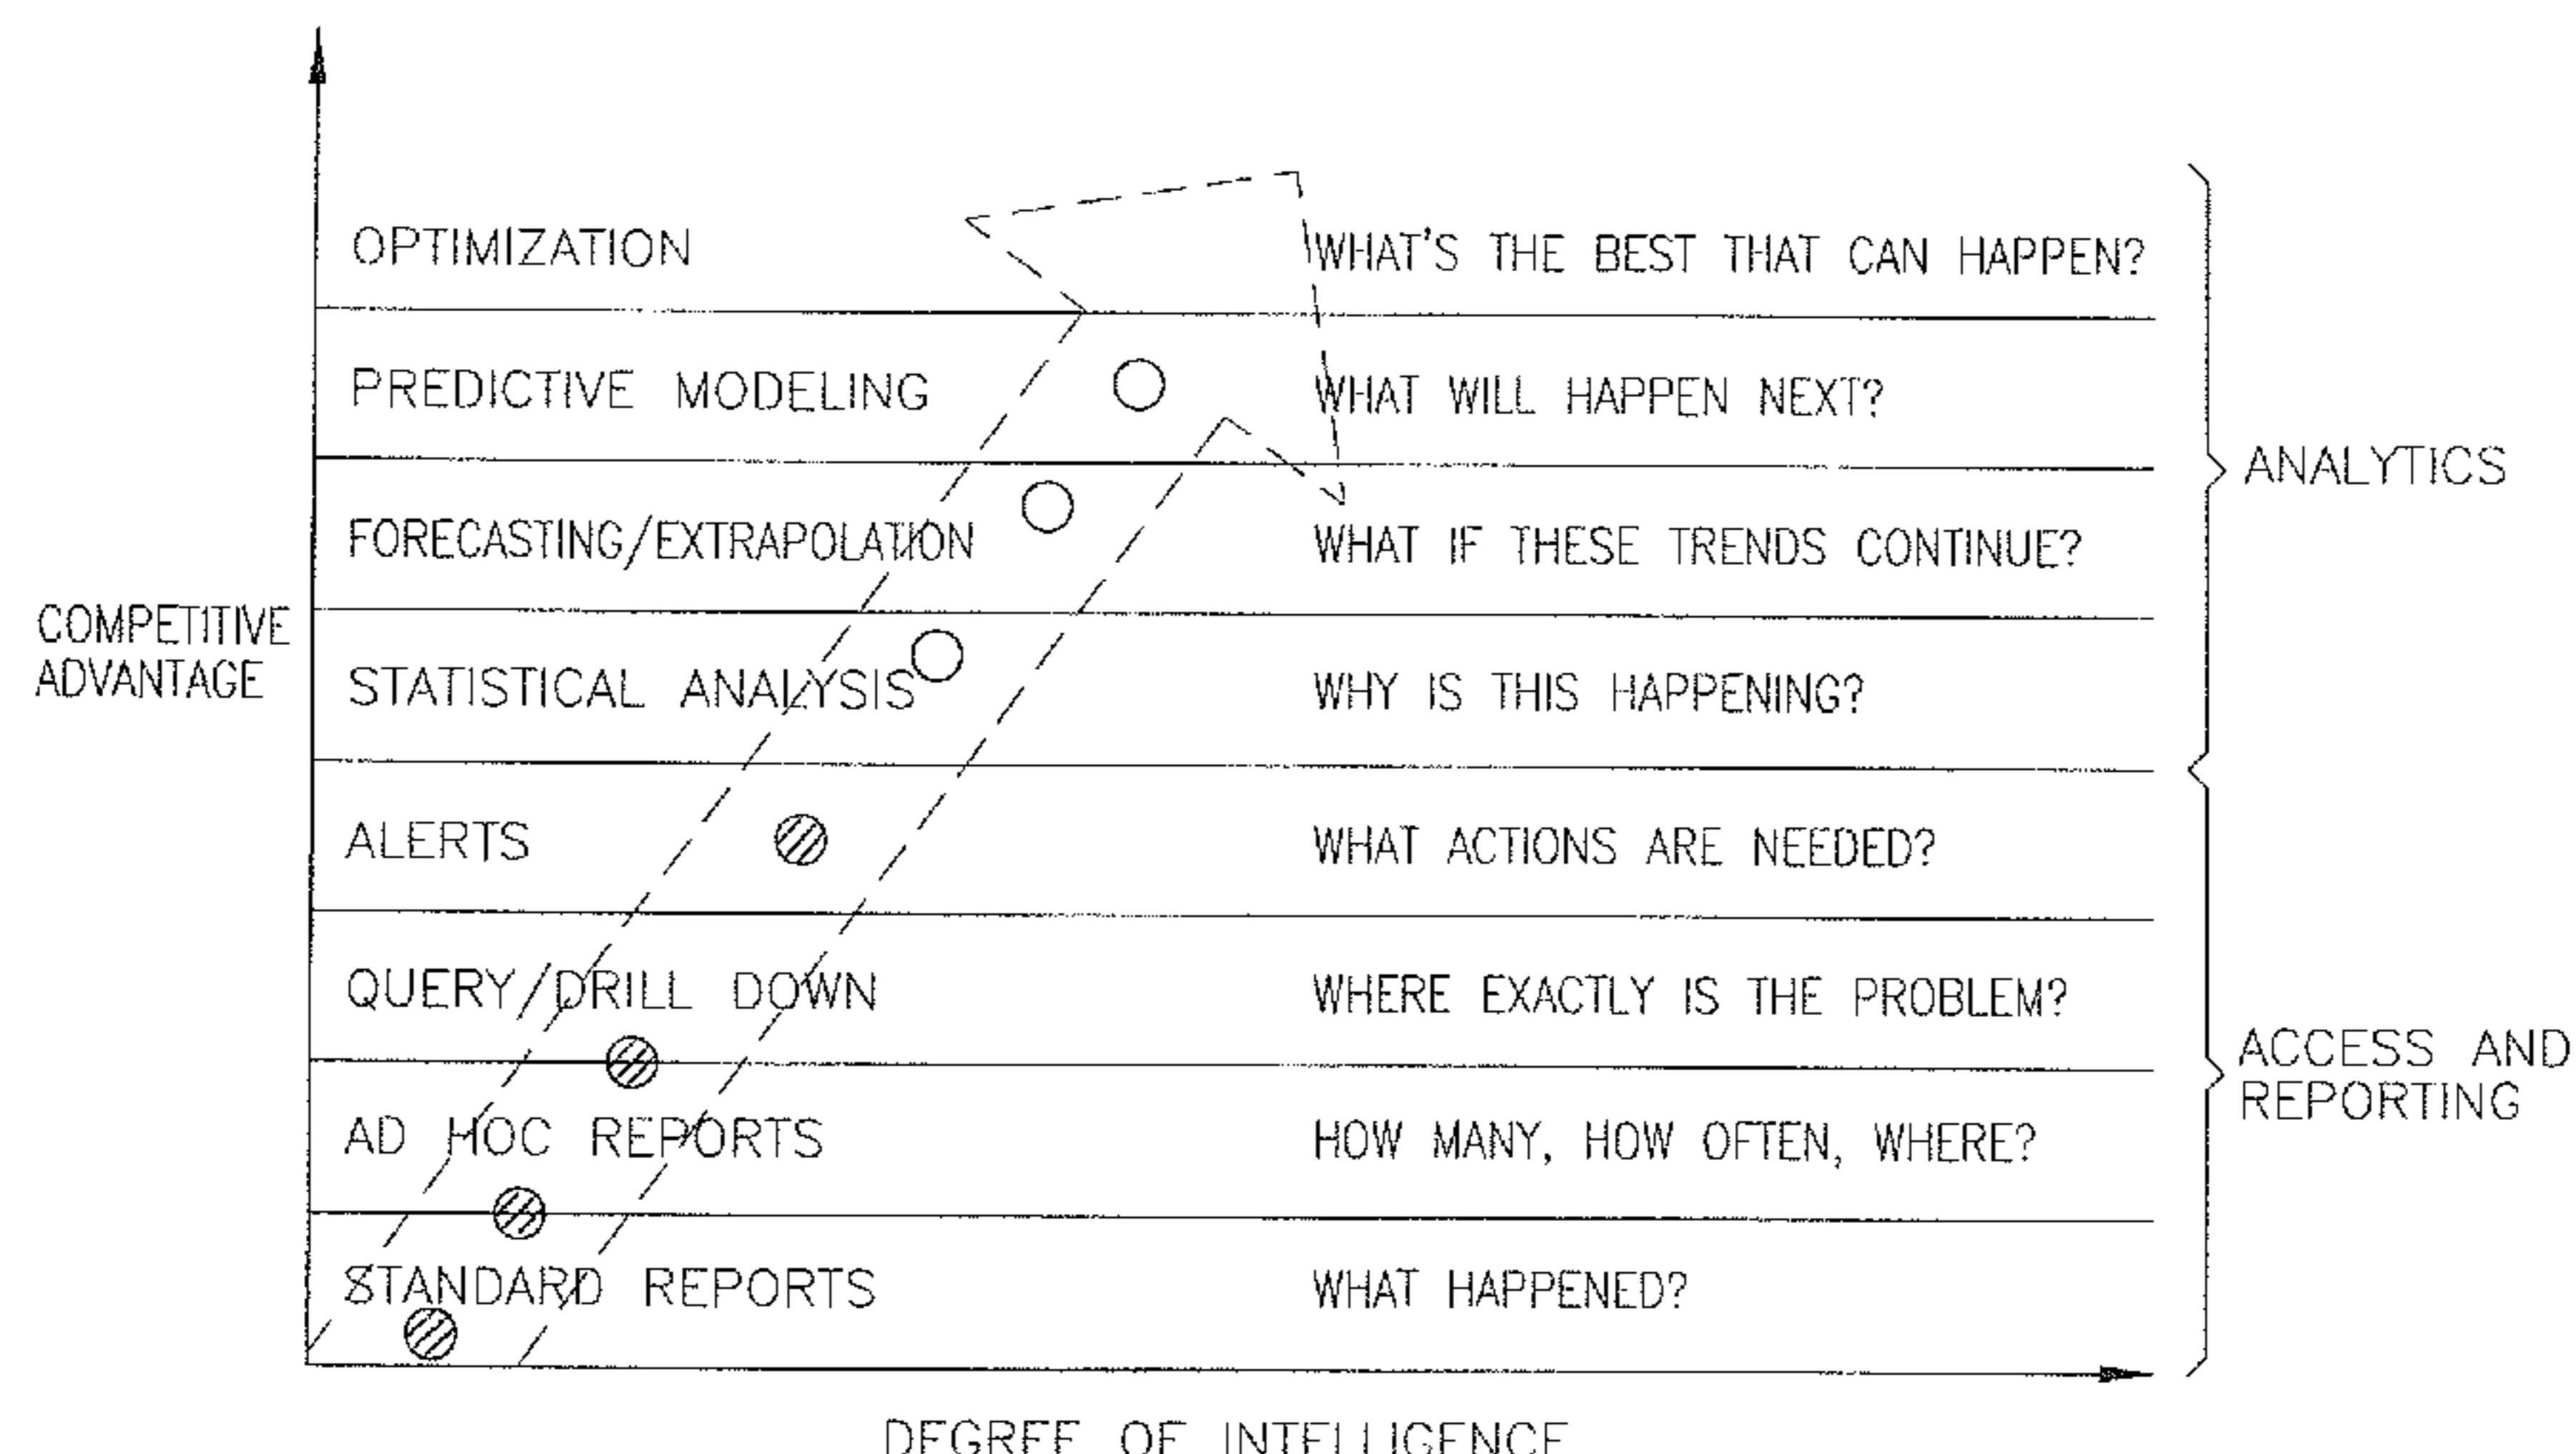 OPTIMIZATION
WHAT'S THE BEST THAT CAN HAPPEN?
PREDICTIVE MODELING
WHAT WILL HAPPEN NEXT?
ANALYTICS
FORECASTING/EXTRAPOLATION
WHAT IF THESE TRENDS CONTINUE?
COMPETITIVE
ADVANTAGE
STATISTICAL ANALYSIS
WHY IS THIS HAPPENING?
ALERTS
WHAT ACTIONS ARE NEEDED?
QUERY/DRILL DOWN
WHERE EXACTLY IS THE PROBLEM?
ACCESS AND
REPORTING
AD HOC REPORTS
HOW MANY, HOW OFTEN, WHERE?
STANDARD REPORTS
WHAT HAPPENED?
DEGREE OF INTELLIGENCE